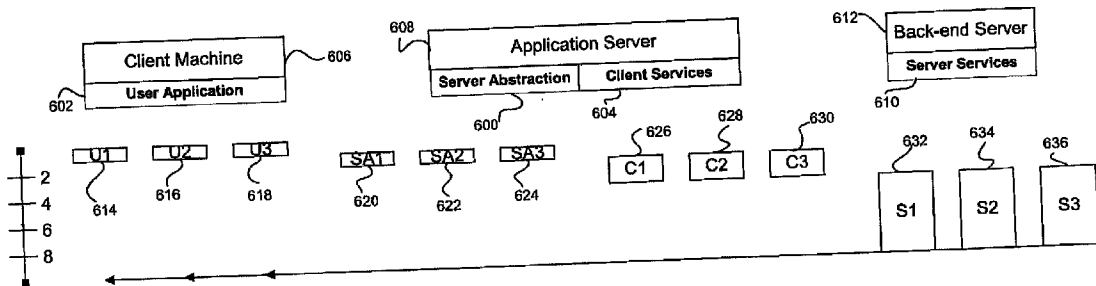 608
612
Application Server
Back-end Server
606
Client Machine
Server Abstraction
Client Services
Server Services
602
User Application
604
610
600
626
628
630
U1
U2
U3
SA1
SA2
SA3
C1
C2
C3
632
634
636
2
4
6
8
614
616
618
620
622
624
S1
S2
S3